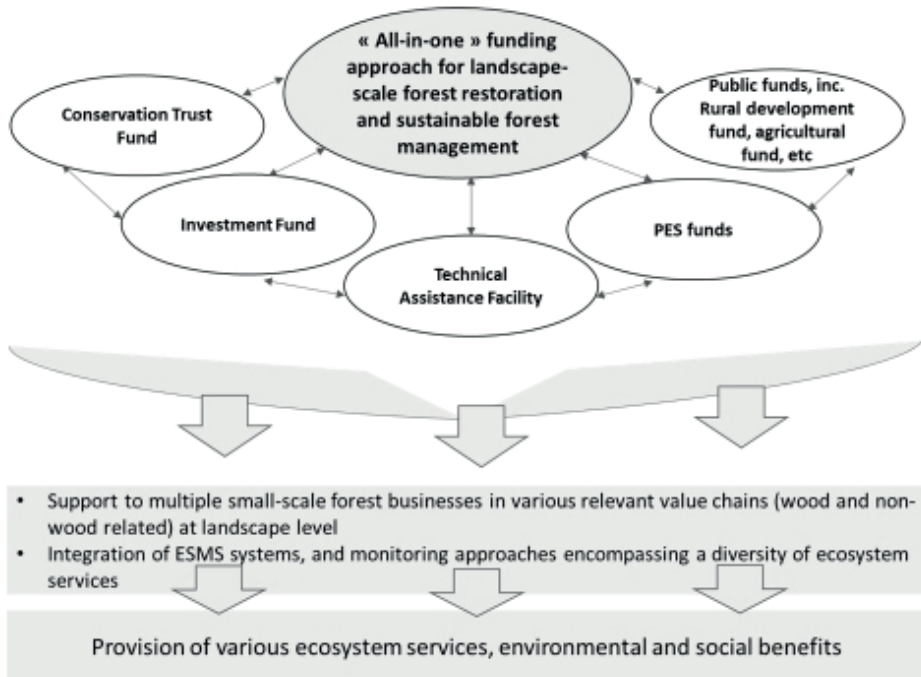 « All-in-one » funding
approach for landscape-
scale forest restoration
and sustainable forest
management
Conservation Trust
Fund
Public funds, inc.
Rural development
fund, agricultural
fund, etc
Investment Fund
PES funds
Technical
Assistance Facility
• Support to multiple small-scale forest businesses in various relevant value chains (wood and non-
wood related) at landscape level
• Integration of ESMS systems, and monitoring approaches encompassing a diversity of ecosystem
services
Provision of various ecosystem services, environmental and social benefits